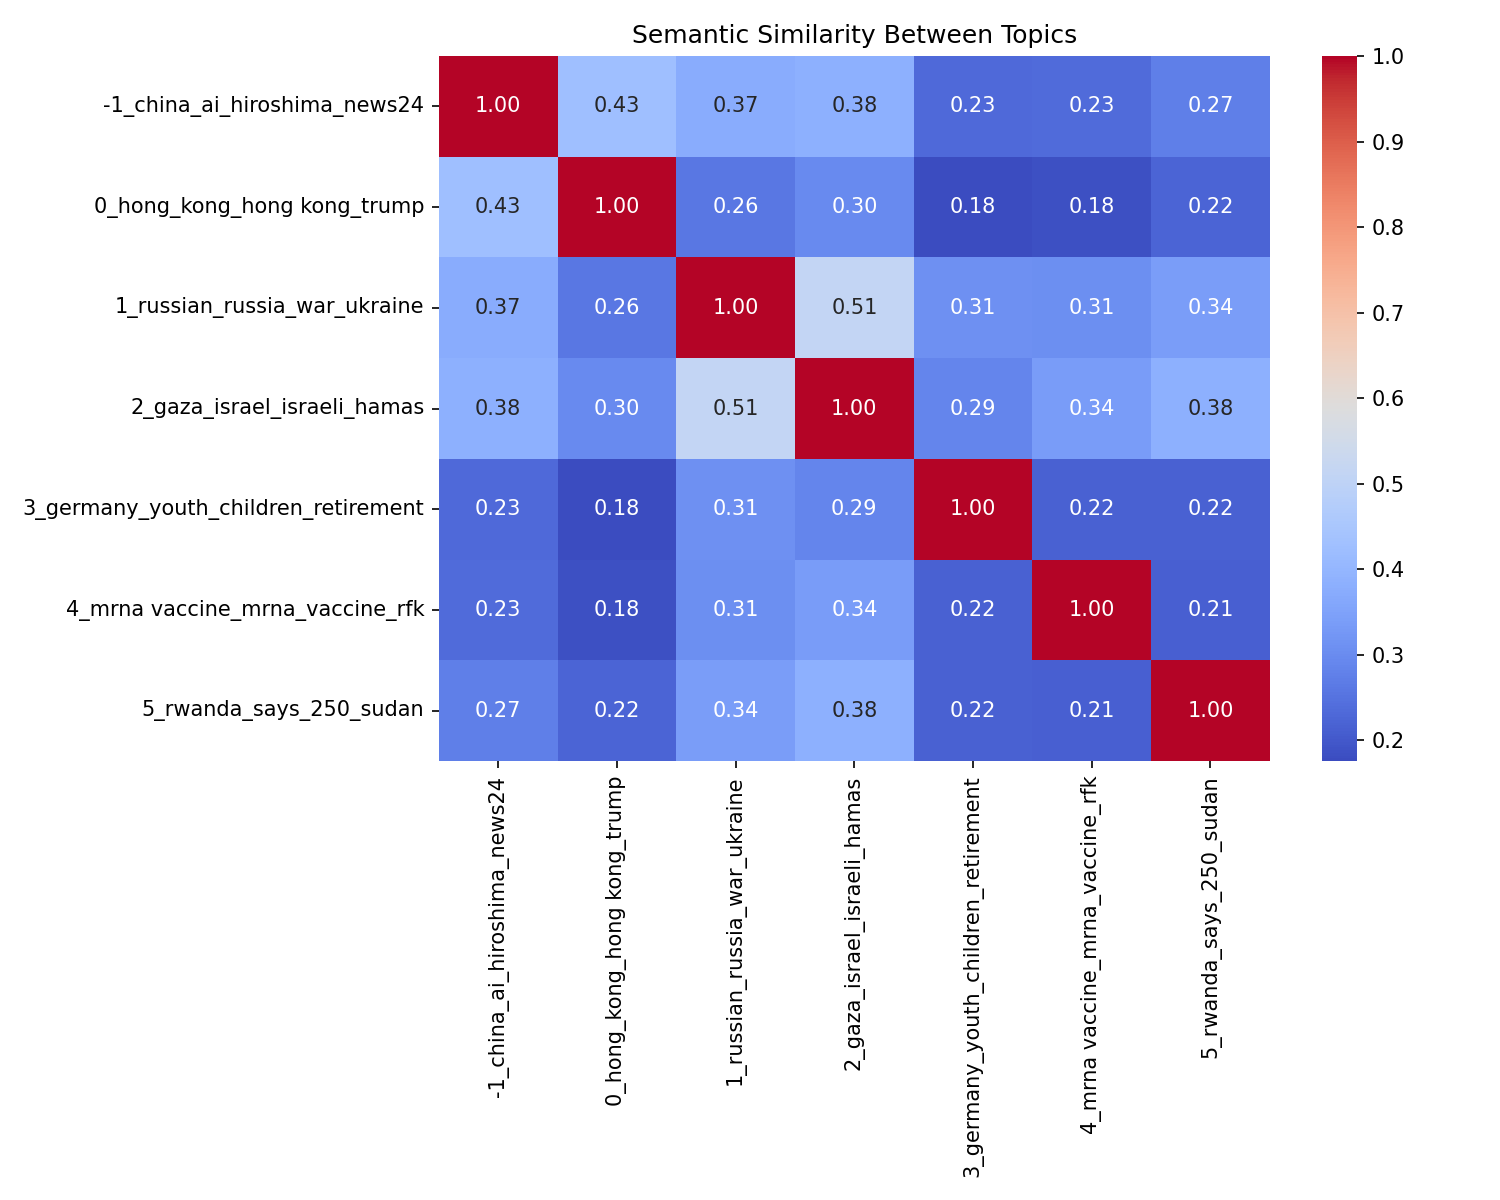 Semantic Similarity Between Topics
-1_china_ai_hiroshima_news24 1.00 0.43 0.37 0.38 0.23 0.23 0.27
0_hong_kong_hong kong_trump 0.43 1.00 0.26 0.30 0.18 0.18 0.22
1_russian_russia_war_ukraine 0.37 0.26 1.00 0.51 0.31 0.31 0.34
2_gaza_israel_israeli_hamas 0.38 0.30 0.51 1.00 0.29 0.34 0.38
3_germany_youth_children_retirement 0.23 0.18 0.31 0.29 1.00 0.22 0.22
4_mrna vaccine_mrna_vaccine_rfk 0.23 0.18 0.31 0.34 0.22 1.00 0.21
5_rwanda_says_250_sudan 0.27 0.22 0.34 0.38 0.22 0.21 1.00
-1_china_ai_hiroshima_news24
0_hong_kong_hong kong_trump
1_russian_russia_war_ukraine
2_gaza_israel_israeli_hamas
3_germany_youth_children_retirement
4_mrna vaccine_mrna_vaccine_rfk
5_rwanda_says_250_sudan
1.0
0.9
0.8
0.7
0.6
0.5
0.4
0.3
0.2